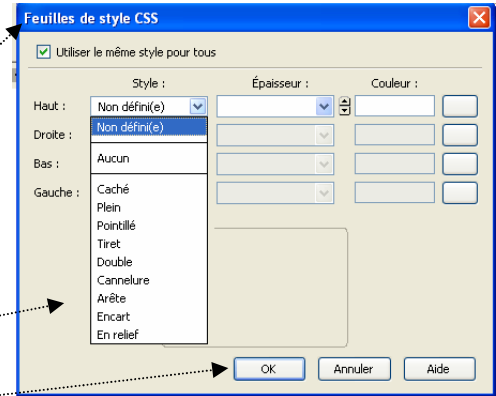 Feuilles de style CSS
Utiliser le même style pour tous
Style : Épaisseur : Couleur :
Haut : Non défini(e)
Non défini(e)
Droite :
Aucun
Bas :
Caché
Gauche :
Plein
Pointillé
Tiret
Double
Cannelure
Arête
Encart
En relief
OK Annuler Aide